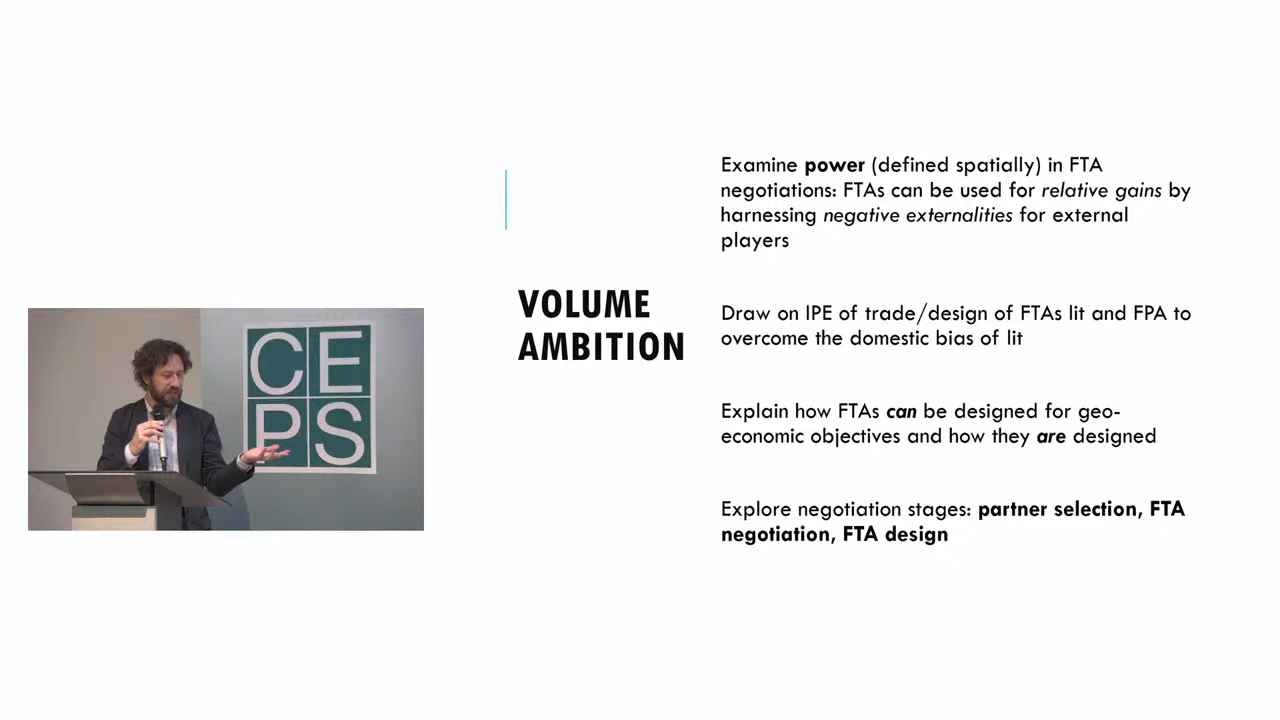 CE
PS
VOLUME
AMBITION
Examine power (defined spatially) in FTA
negotiations: FTAs can be used for relative gains by
harnessing negative externalities for external
players
Draw on IPE of trade/design of FTAs lit and FPA to
overcome the domestic bias of lit
Explain how FTAs can be designed for geo-
economic objectives and how they are designed
Explore negotiation stages: partner selection, FTA
negotiation, FTA design